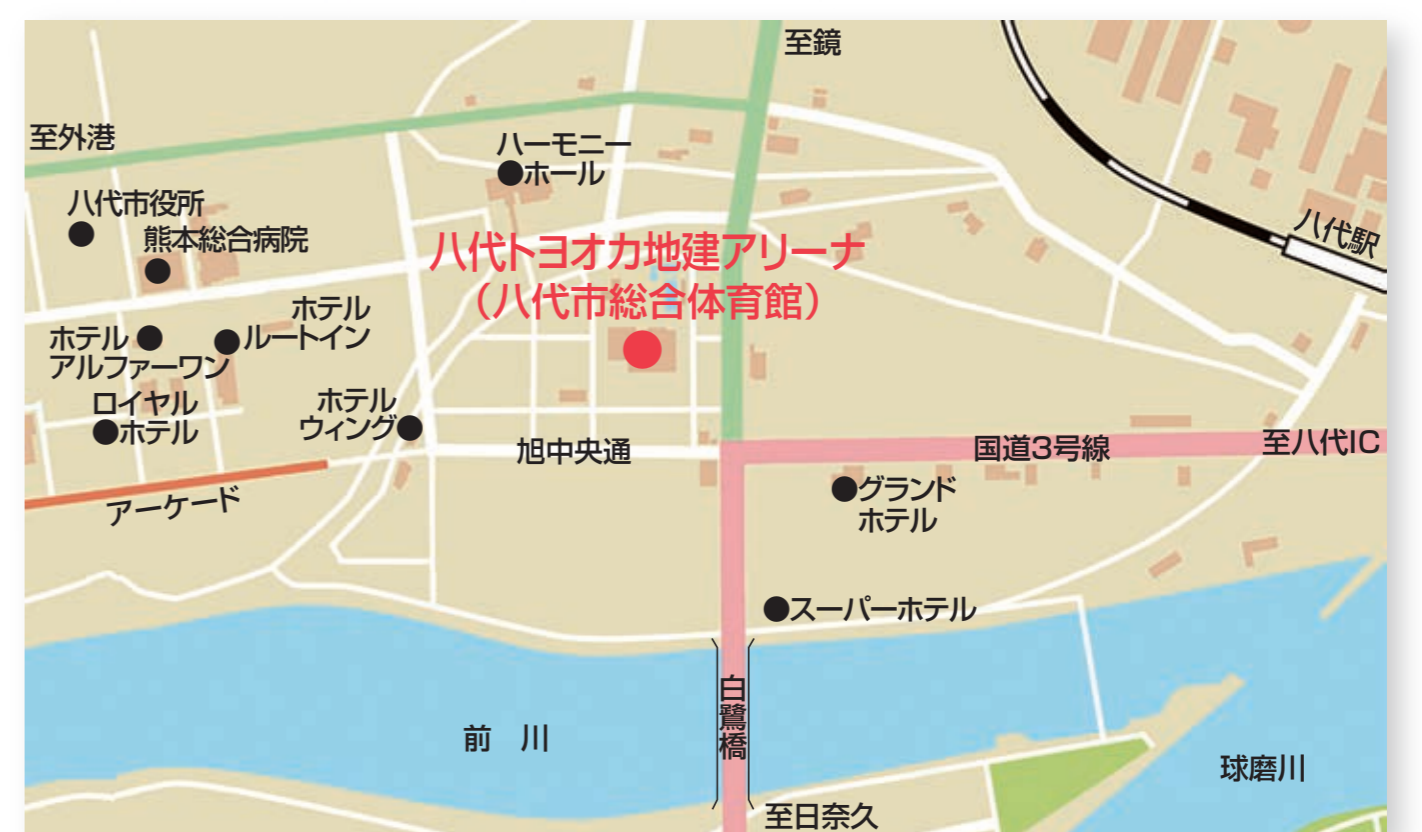 至鏡
至外港
ハーモニー
ホール
八代市役所
熊本総合病院
八代駅
八代トヨオカ地建アリーナ
（八代市総合体育館）
ホテル
ルートイン
ホテル
アルファーワン
ロイヤル
ホテル
ホテル
ウィング
旭中央通
国道3号線
至八代IC
アーケード
グランド
ホテル
スーパーホテル
白鷺橋
前 川
球磨川
至日奈久